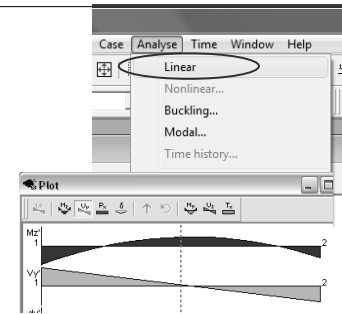 Case Analyse Time Window Help
Linear
Nonlinear...
Buckling...
Modal...
Time history...
Plot
Mz'
1 2
Vy'
1 2